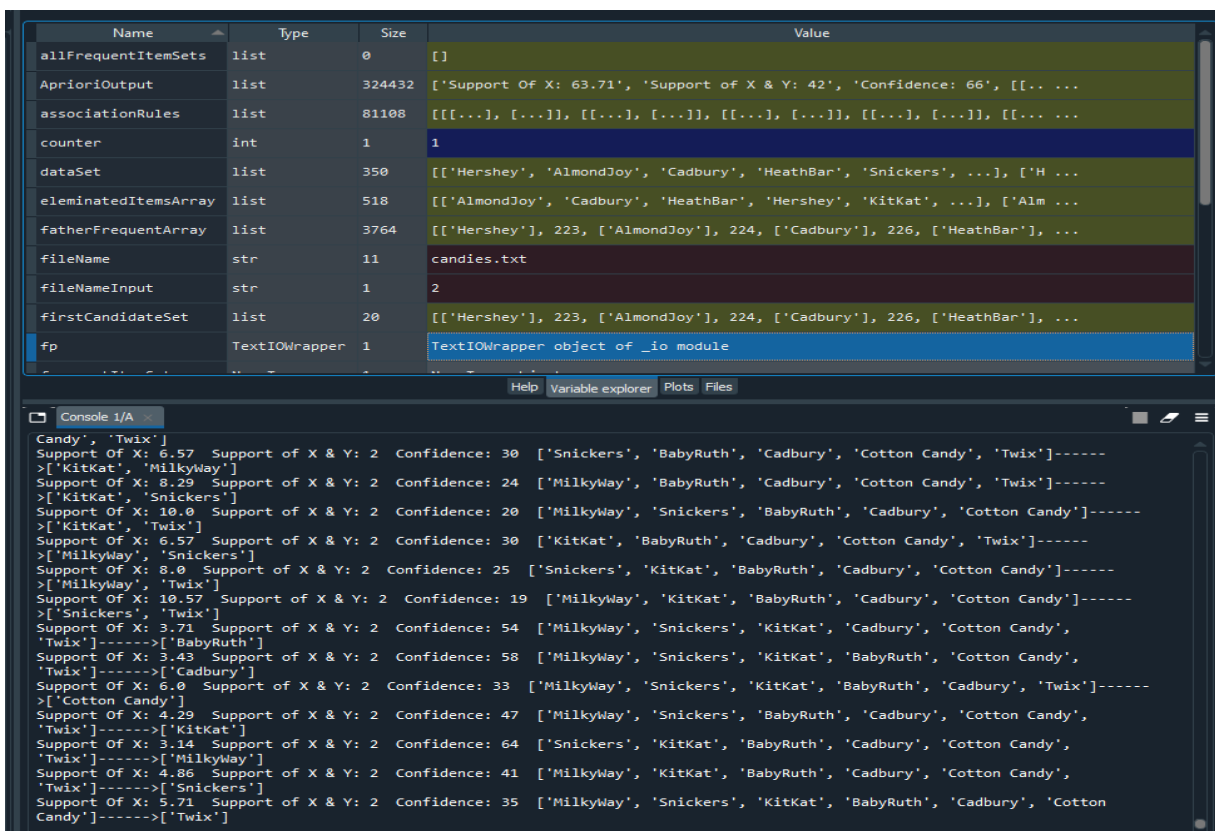 Name Type Size Value
allFrequentItemSets list 0 []
AprioriOutput list 324432 ['Support Of X: 63.71', 'Support of X & Y: 42', 'Confidence: 66', [[.. ...
associationRules list 81108 [[[...], [...]], [[...], [...]], [[...], [...]], [[...], [...]], [[... ...
counter int 1 1
dataSet list 350 [['Hershey', 'AlmondJoy', 'Cadbury', 'HeathBar', 'Snickers', ...], ['H ...
eleminatedItemsArray list 518 [['AlmondJoy', 'Cadbury', 'HeathBar', 'Hershey', 'KitKat', ...], ['Alm ...
fatherFrequentArray list 3764 [['Hershey'], 223, ['AlmondJoy'], 224, ['Cadbury'], 226, ['HeathBar'], ...
fileName str 11 candies.txt
fileNameInput str 1 2
firstCandidateSet list 20 [['Hershey'], 223, ['AlmondJoy'], 224, ['Cadbury'], 226, ['HeathBar'], ...
fp TextIOWrapper 1 TextIOWrapper object of _io module
Help Variable explorer Plots Files
Console 1/A
Candy', 'Twix']
Support Of X: 6.57 Support of X & Y: 2 Confidence: 30 ['Snickers', 'BabyRuth', 'Cadbury', 'Cotton Candy', 'Twix']------
>['KitKat', 'MilkyWay']
Support Of X: 8.29 Support of X & Y: 2 Confidence: 24 ['MilkyWay', 'BabyRuth', 'Cadbury', 'Cotton Candy', 'Twix']------
>['KitKat', 'Snickers']
Support Of X: 10.0 Support of X & Y: 2 Confidence: 20 ['MilkyWay', 'Snickers', 'BabyRuth', 'Cadbury', 'Cotton Candy']------
>['KitKat', 'Twix']
Support Of X: 6.57 Support of X & Y: 2 Confidence: 30 ['KitKat', 'BabyRuth', 'Cadbury', 'Cotton Candy', 'Twix']------
>['MilkyWay', 'Snickers']
Support Of X: 8.0 Support of X & Y: 2 Confidence: 25 ['Snickers', 'KitKat', 'BabyRuth', 'Cadbury', 'Cotton Candy']------
>['MilkyWay', 'Twix']
Support Of X: 10.57 Support of X & Y: 2 Confidence: 19 ['MilkyWay', 'KitKat', 'BabyRuth', 'Cadbury', 'Cotton Candy']------
>['Snickers', 'Twix']
Support Of X: 3.71 Support of X & Y: 2 Confidence: 54 ['MilkyWay', 'Snickers', 'KitKat', 'Cadbury', 'Cotton Candy',
'Twix']------>['BabyRuth']
Support Of X: 3.43 Support of X & Y: 2 Confidence: 58 ['MilkyWay', 'Snickers', 'KitKat', 'BabyRuth', 'Cotton Candy',
'Twix']------>['Cadbury']
Support Of X: 6.0 Support of X & Y: 2 Confidence: 33 ['MilkyWay', 'Snickers', 'KitKat', 'BabyRuth', 'Cadbury', 'Twix']------
>['Cotton Candy']
Support Of X: 4.29 Support of X & Y: 2 Confidence: 47 ['MilkyWay', 'Snickers', 'BabyRuth', 'Cadbury', 'Cotton Candy',
'Twix']------>['KitKat']
Support Of X: 3.14 Support of X & Y: 2 Confidence: 64 ['Snickers', 'KitKat', 'BabyRuth', 'Cadbury', 'Cotton Candy',
'Twix']------>['MilkyWay']
Support Of X: 4.86 Support of X & Y: 2 Confidence: 41 ['MilkyWay', 'KitKat', 'BabyRuth', 'Cadbury', 'Cotton Candy',
'Twix']------>['Snickers']
Support Of X: 5.71 Support of X & Y: 2 Confidence: 35 ['MilkyWay', 'Snickers', 'KitKat', 'BabyRuth', 'Cadbury', 'Cotton
Candy']------>['Twix']